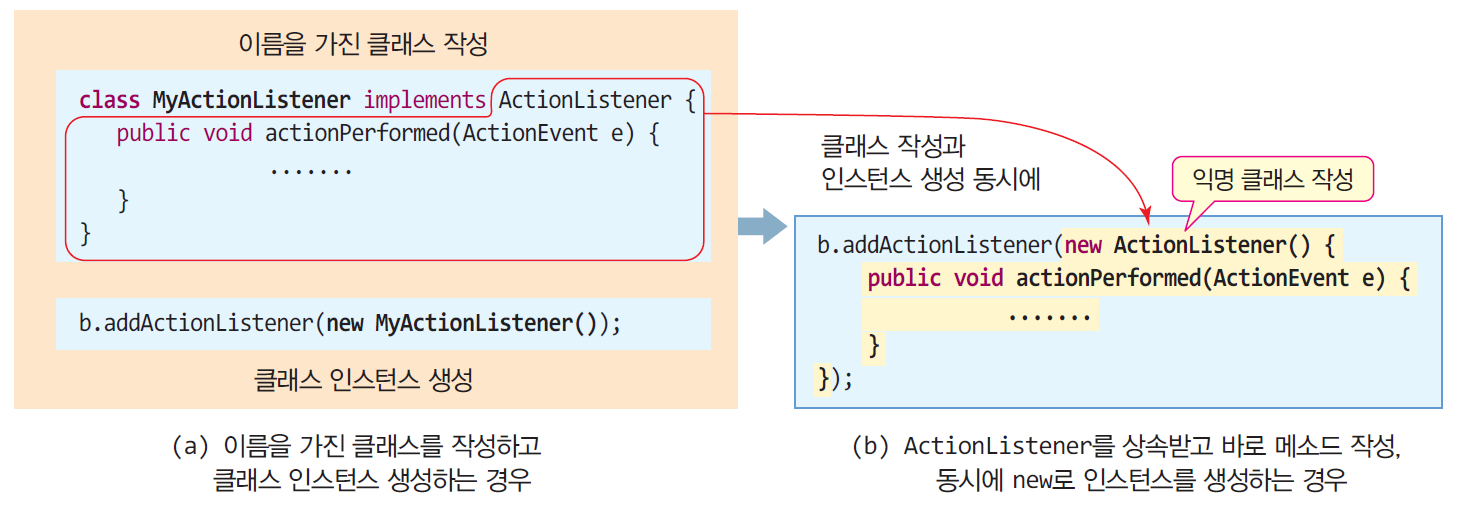 이름을 가진 클래스 작성
class MyActionListener implements ActionListener {
public void actionPerformed(ActionEvent e) {
.......
}
}
b.addActionListener(new MyActionListener());
클래스 인스턴스 생성
(a) 이름을 가진 클래스를 작성하고
클래스 인스턴스 생성하는 경우
클래스 작성과
인스턴스 생성 동시에
익명 클래스 작성
b.addActionListener(new ActionListener() {
public void actionPerformed(ActionEvent e) {
.......
}
});
(b) ActionListener를 상속받고 바로 메소드 작성,
동시에 new로 인스턴스를 생성하는 경우